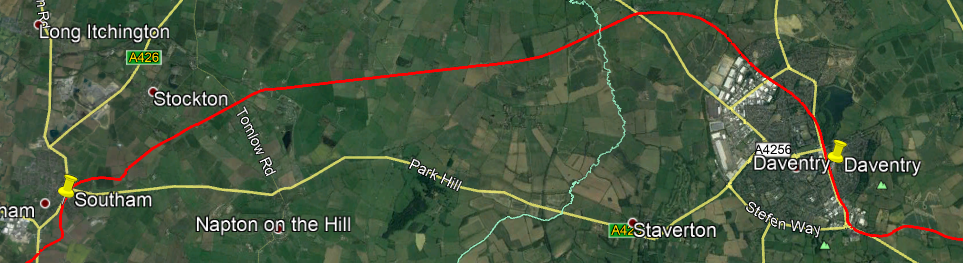 Long Itchington
A426
Stockton
Tomlow Rd
A4256
Daventry
Daventry
Park Hill
Southam
Napton on the Hill
Stefen Way
Staverton